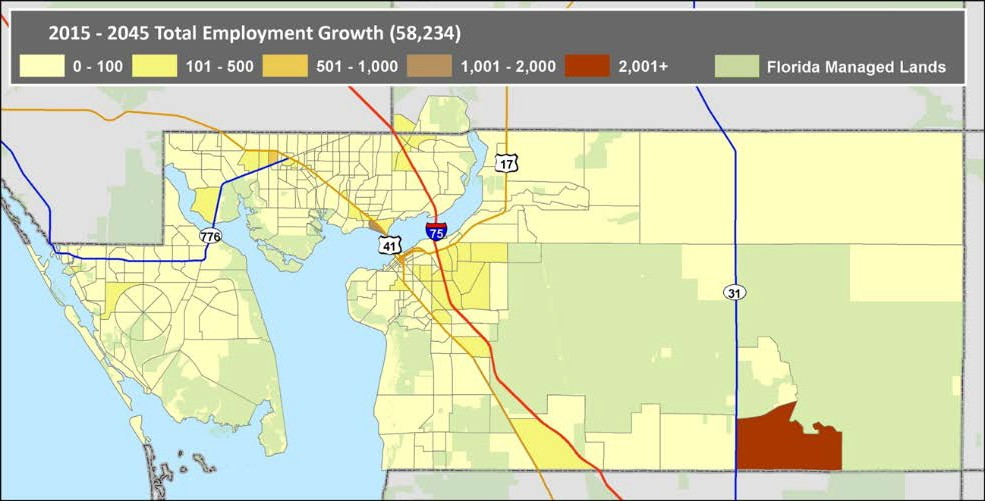 2015 - 2045 Total Employment Growth (58,234)
0 - 100 101 - 500 501 - 1,000 1,001 - 2,000 2,001+ Florida Managed Lands
17
75
776
41
31